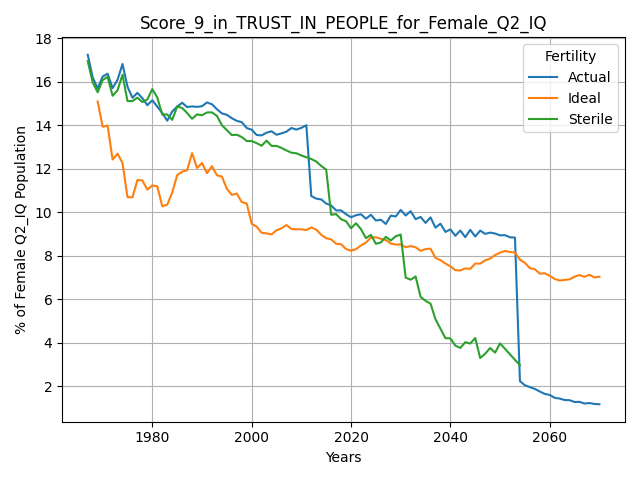 Score_9_in_TRUST_IN_PEOPLE_for_Female_Q2_IQ
Fertility
Actual
Ideal
Sterile
% of Female Q2_IQ Population
18
16
14
12
10
8
6
4
2
1980
2000
2020
2040
2060
Years